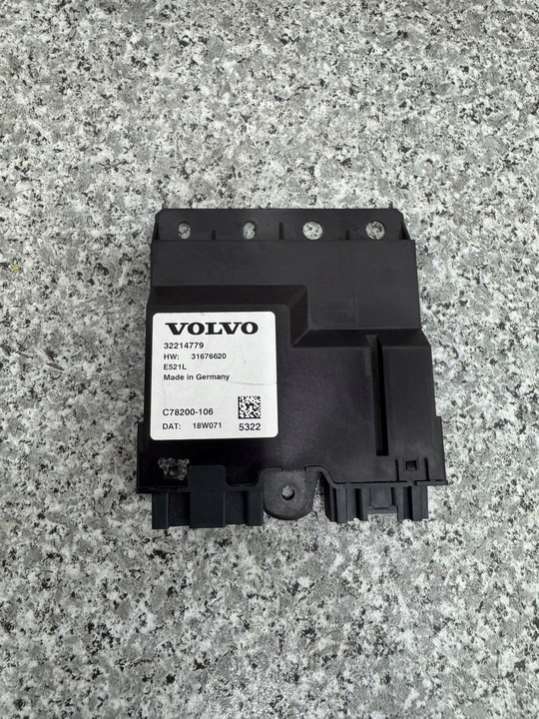 VOLVO
32214779
HW: 31676620
E521L
Made in Germany
C78200-106
DAT: 18W071 5322